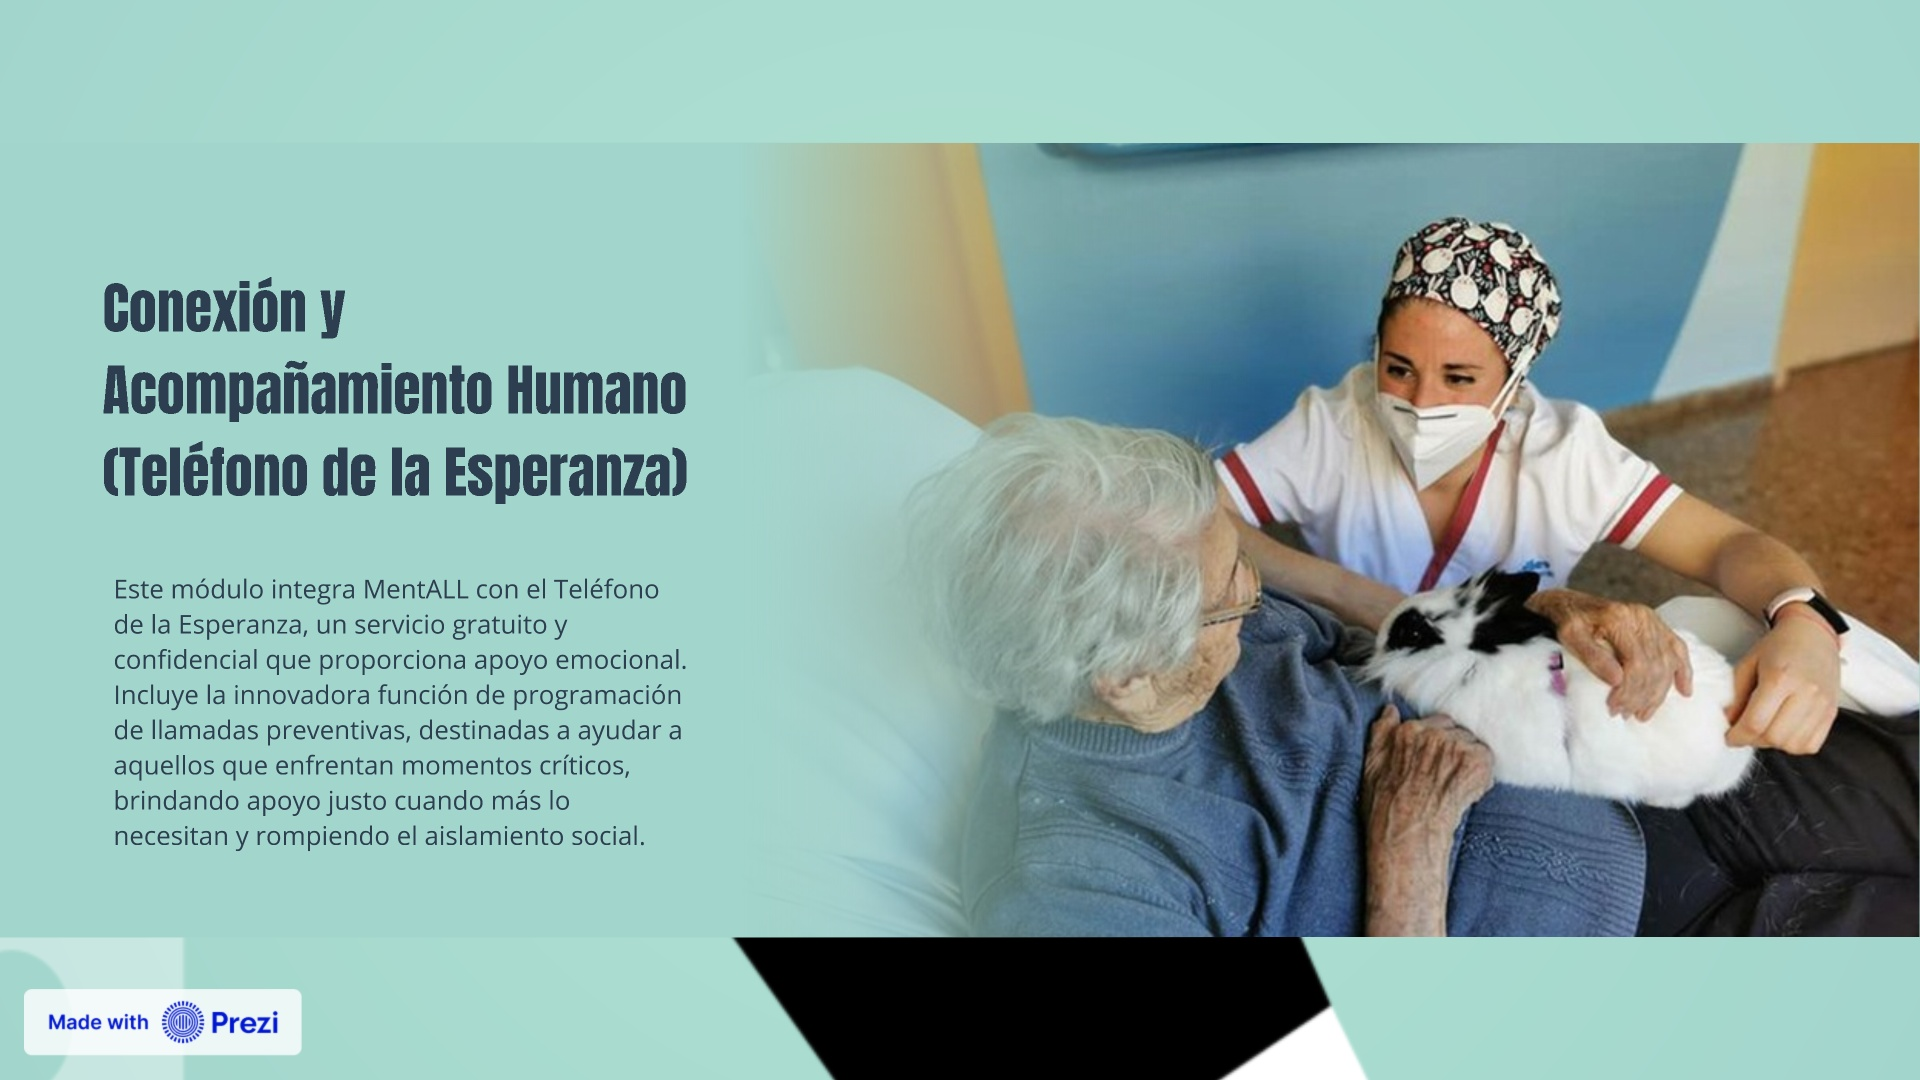 Conexión y
Acompañamiento Humano
(Teléfono de la Esperanza)
Este módulo integra MentALL con el Teléfono
de la Esperanza, un servicio gratuito y
confidencial que proporciona apoyo emocional.
Incluye la innovadora función de programación
de llamadas preventivas, destinadas a ayudar a
aquellos que enfrentan momentos críticos,
brindando apoyo justo cuando más lo
necesitan y rompiendo el aislamiento social.
Made with Prezi